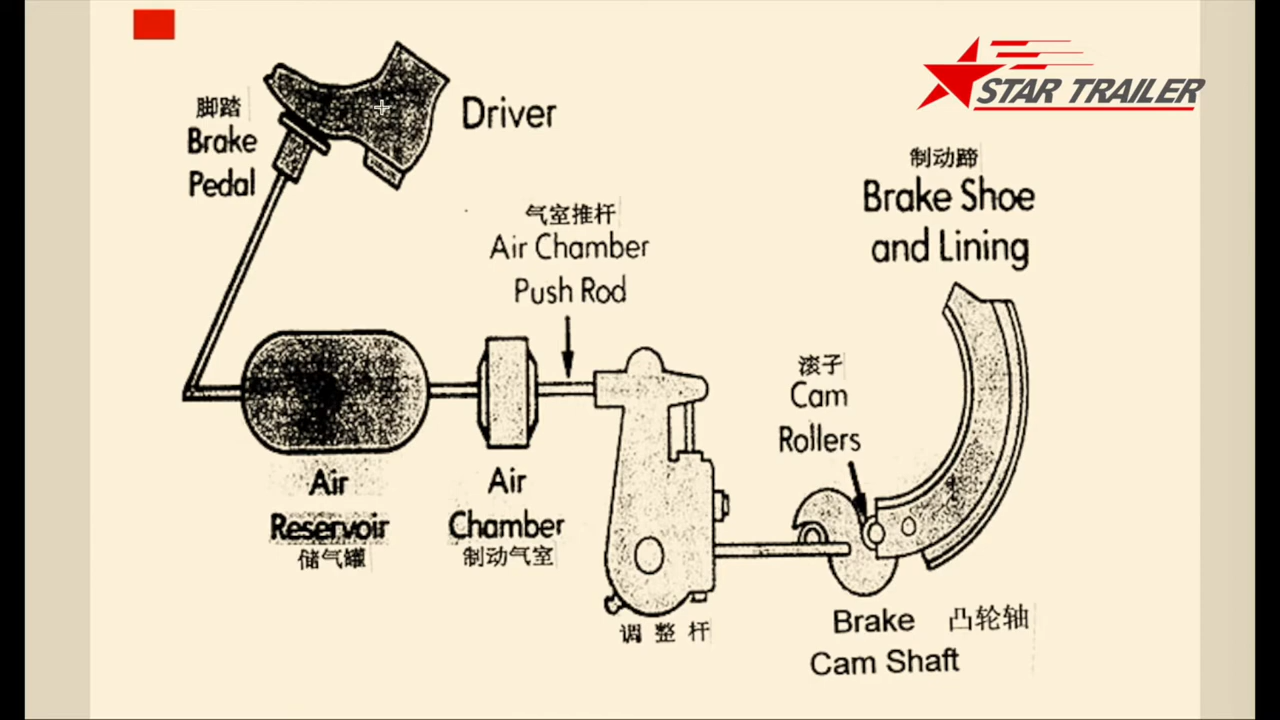 STAR TRAILER
脚踏
Brake
Pedal
Driver
制动蹄
Brake Shoe
and Lining
气室推杆
Air Chamber
Push Rod
滚子
Cam
Rollers
Air
Reservoir
储气罐
Air
Chamber
制动气室
调 整 杆
Brake 凸轮轴
Cam Shaft